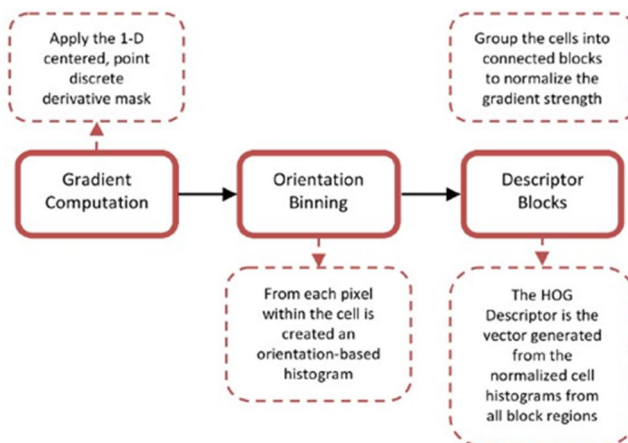 Apply the 1-D
centered, point
discrete
derivative mask
Group the cells into
connected blocks
to normalize the
gradient strength
Gradient
Computation
Orientation
Binning
Descriptor
Blocks
From each pixel
within the cell is
created an
orientation-based
histogram
The HOG
Descriptor is the
vector generated
from the
normalized cell
histograms from
all block regions